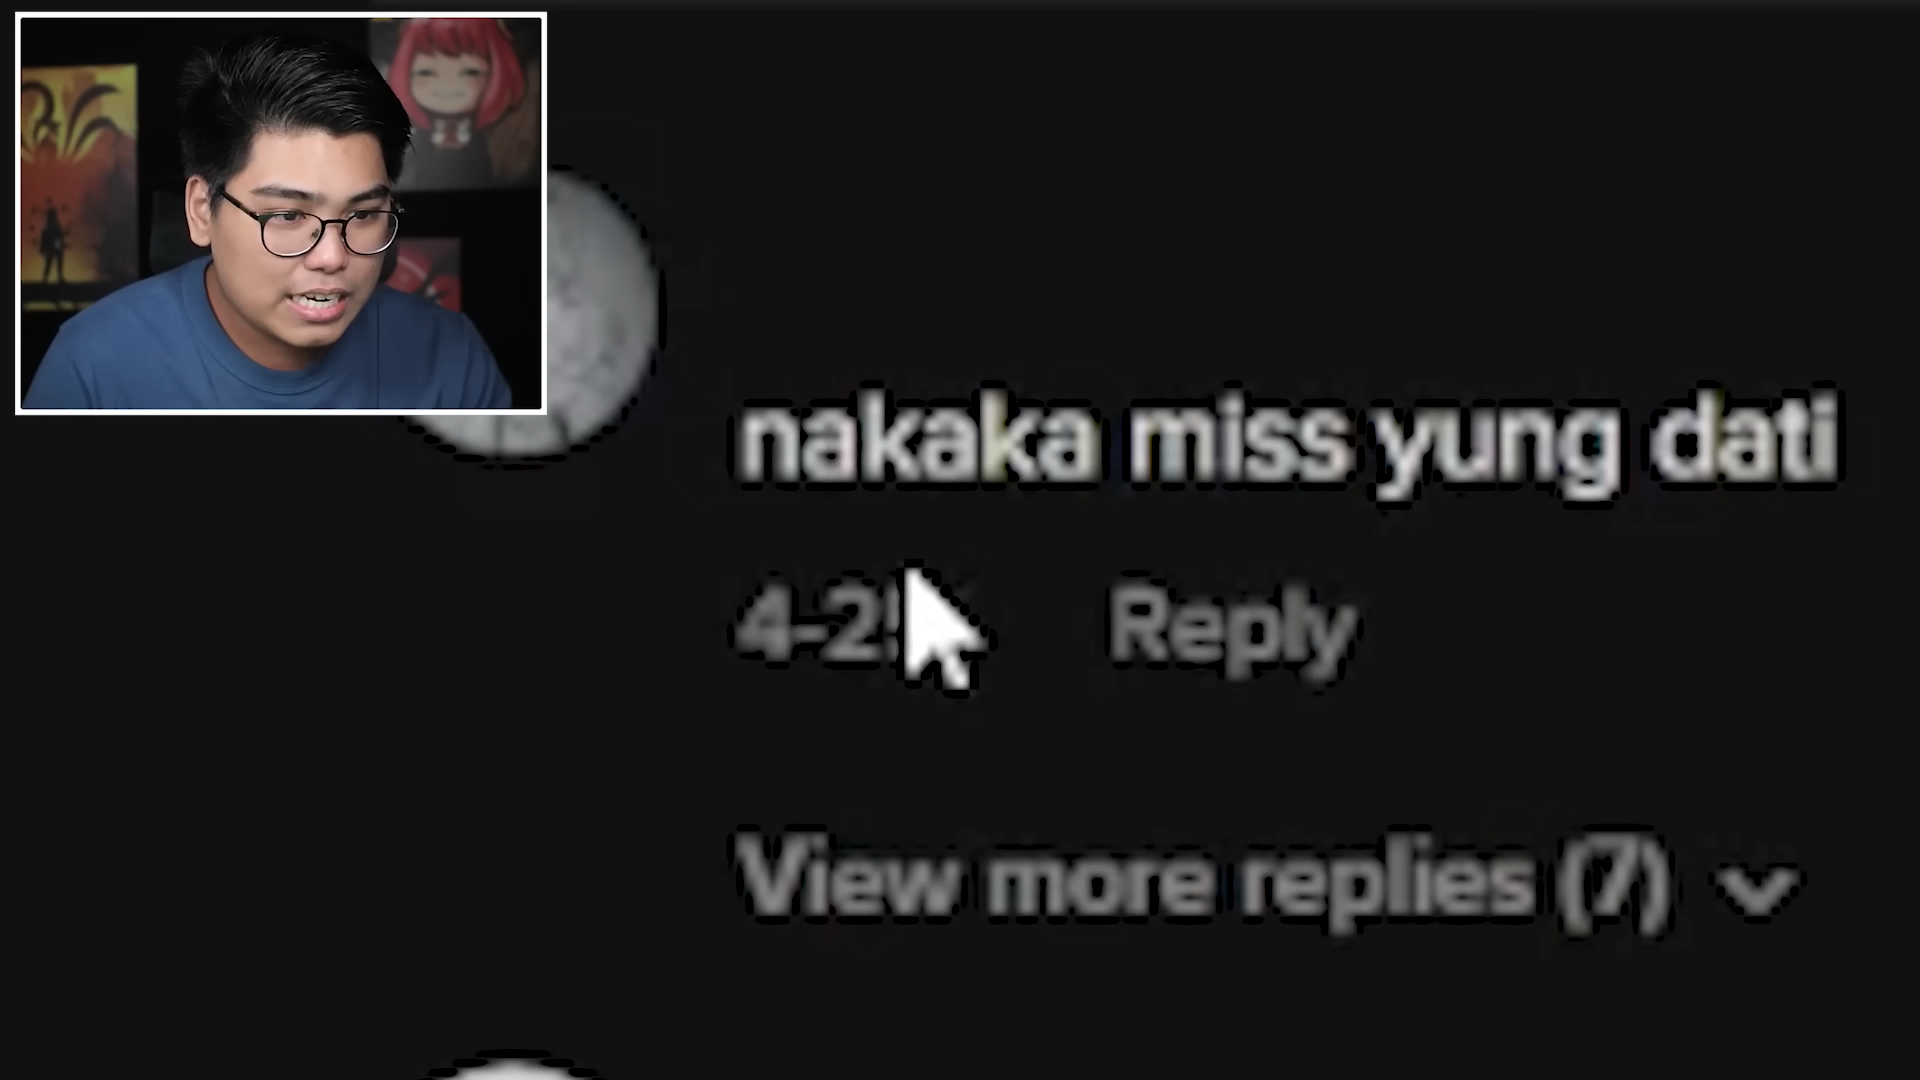 nakaka miss yung dati
Reply
View more replies (7)